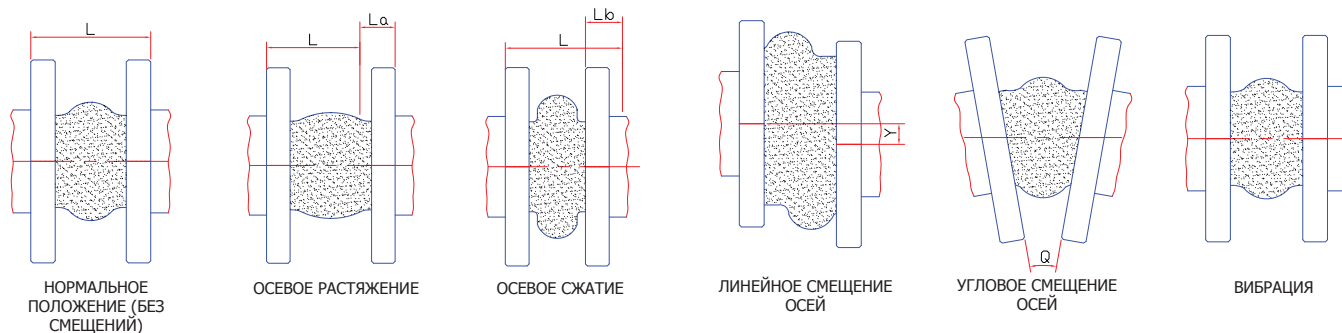 L
L
La
L
Lb
Y
Q
НОРМАЛЬНОЕ
ПОЛОЖЕНИЕ (БЕЗ
СМЕЩЕНИЙ)
ОСЕВОЕ РАСТЯЖЕНИЕ
ОСЕВОЕ СЖАТИЕ
ЛИНЕЙНОЕ СМЕЩЕНИЕ
ОСЕЙ
УГЛОВОЕ СМЕЩЕНИЕ
ОСЕЙ
ВИБРАЦИЯ